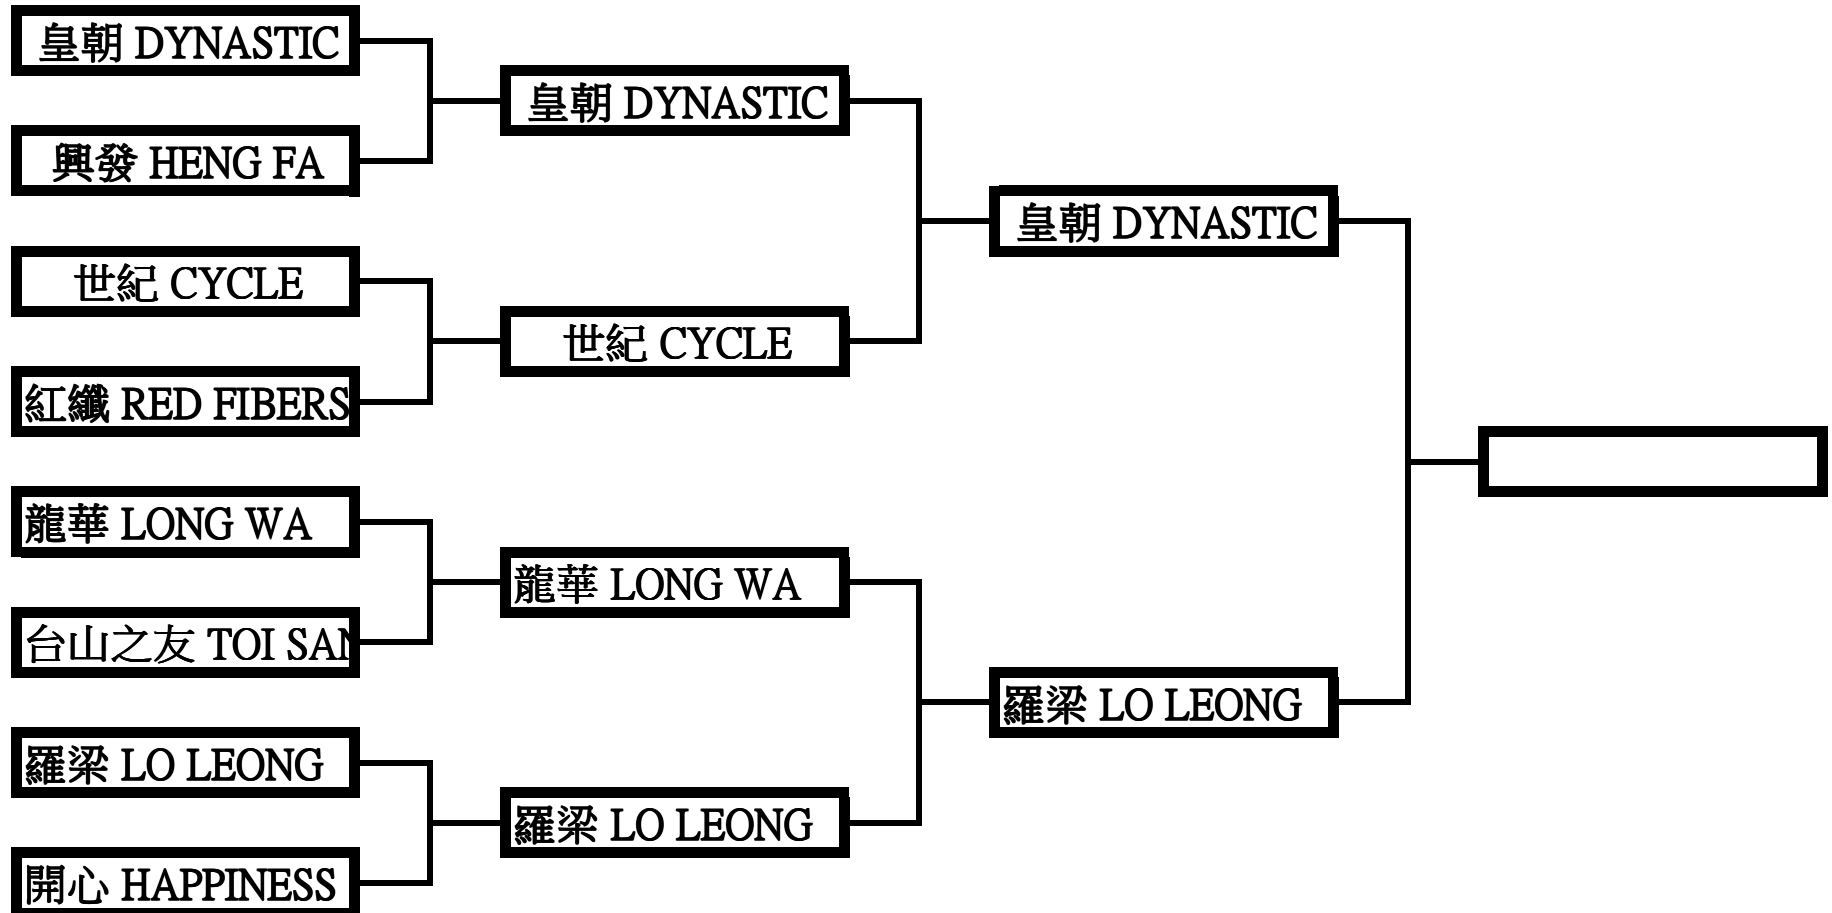 皇朝 DYNASTIC
興發 HENG FA
世紀 CYCLE
紅纖 RED FIBERS
龍華 LONG WA
台山之友 TOI SAN
羅梁 LO LEONG
開心 HAPPINESS
皇朝 DYNASTIC
世紀 CYCLE
龍華 LONG WA
羅梁 LO LEONG
皇朝 DYNASTIC
羅梁 LO LEONG